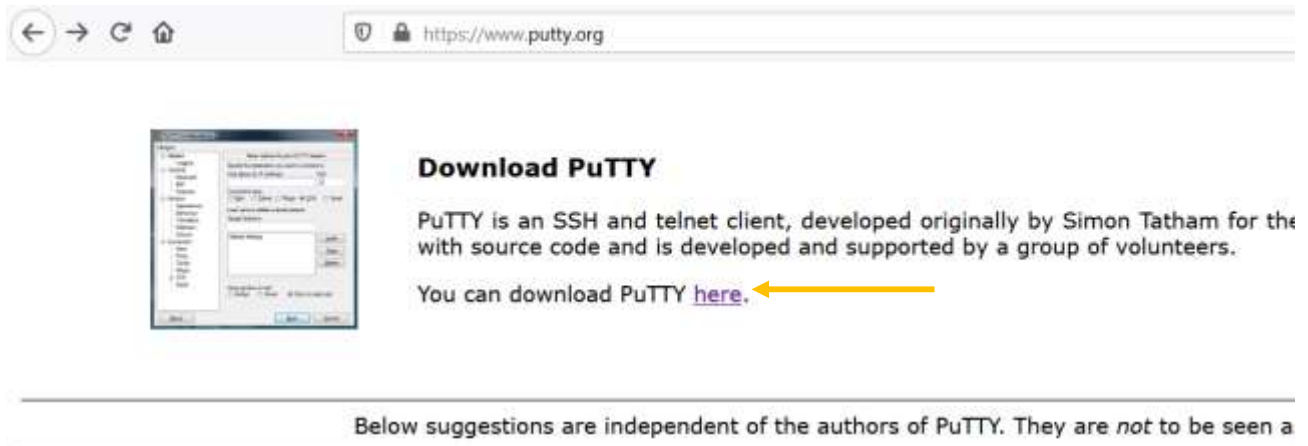 https://www.putty.org
Download PuTTY
PuTTY is an SSH and telnet client, developed originally by Simon Tatham for the
with source code and is developed and supported by a group of volunteers.
You can download PuTTY here.
Below suggestions are independent of the authors of PuTTY. They are not to be seen a